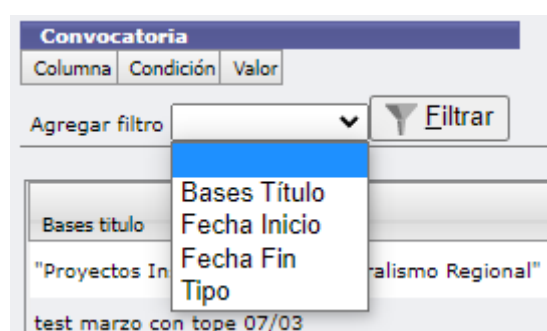 Convocatoria
Columna Condición Valor
Agregar filtro Filtrar
Bases Título
Fecha Inicio
Fecha Fin
Tipo
Bases titulo
"Proyectos In ralismo Regional"
test marzo con tope 07/03